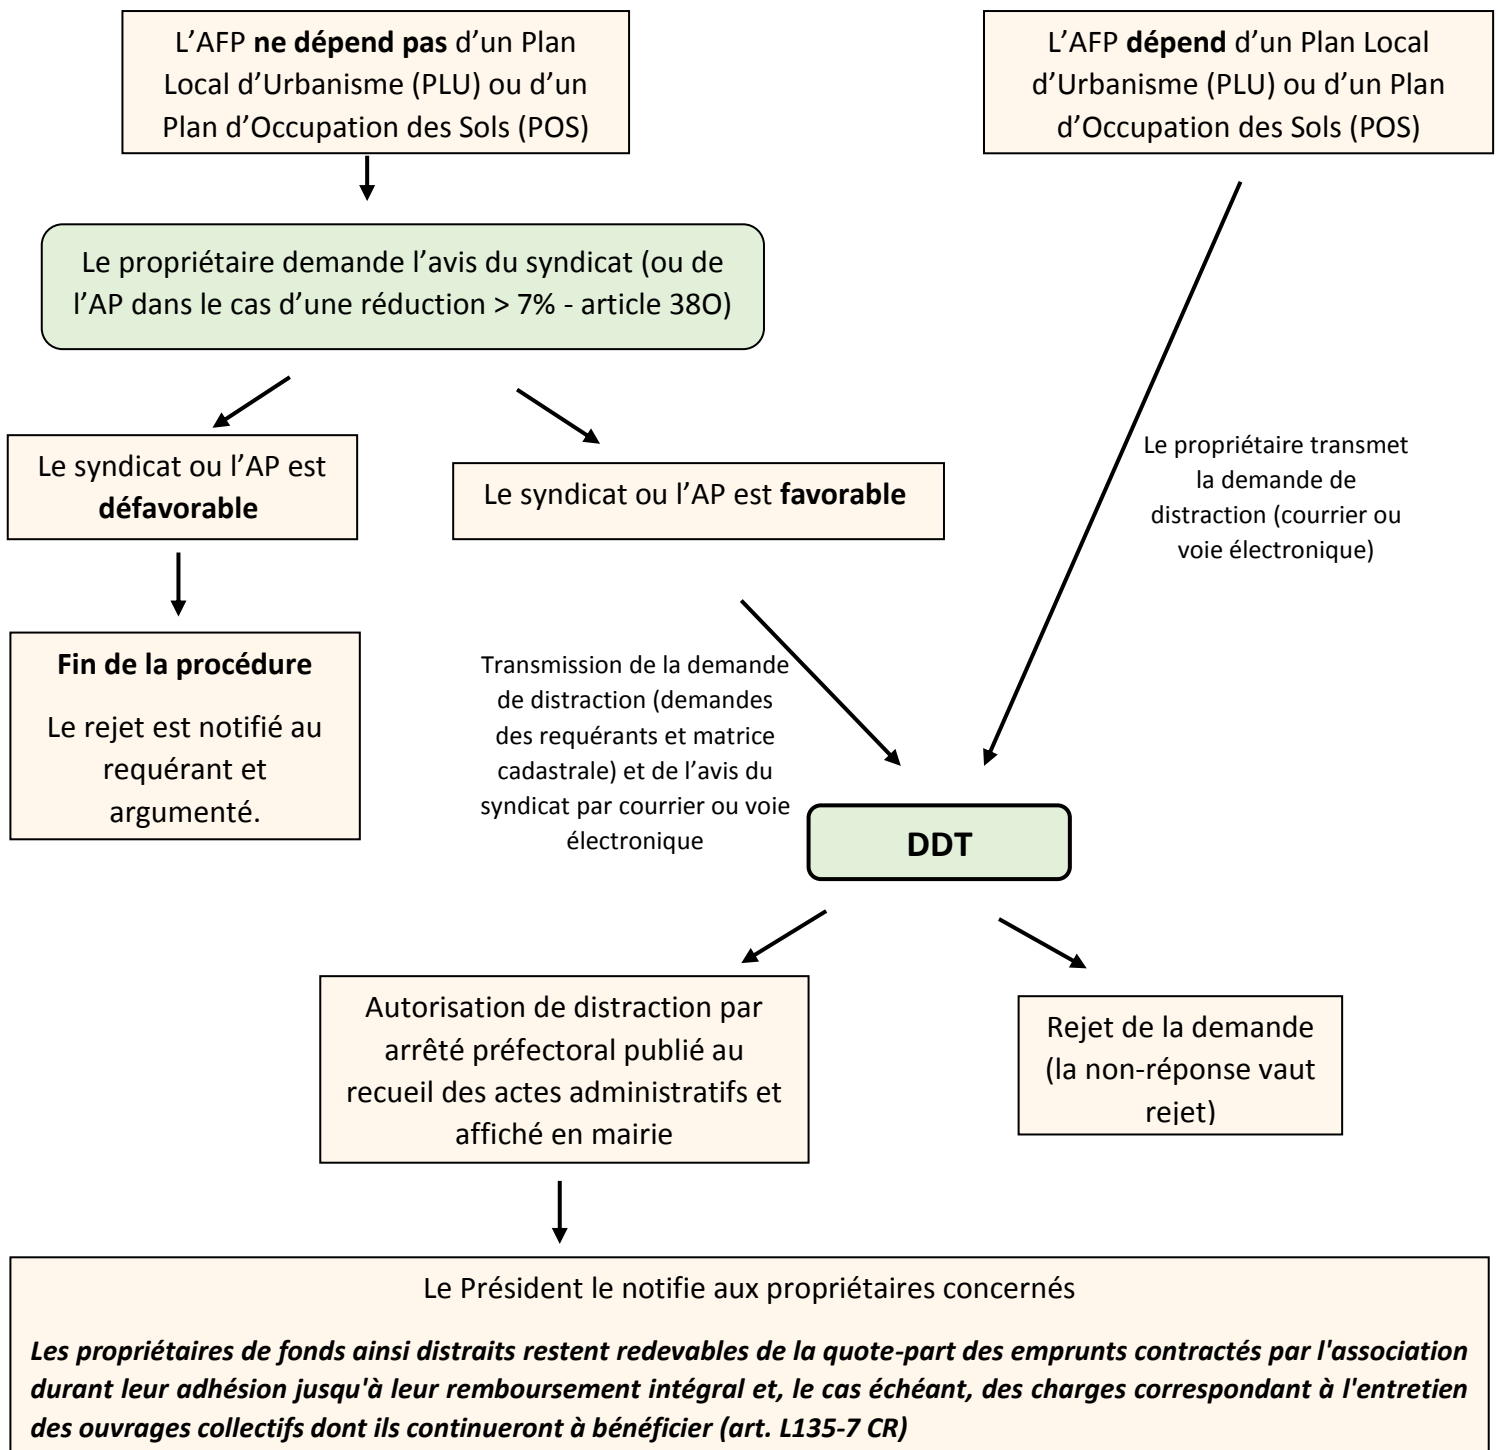 L’AFP ne dépend pas d’un Plan
Local d’Urbanisme (PLU) ou d’un
Plan d’Occupation des Sols (POS)
L’AFP dépend d’un Plan Local
d’Urbanisme (PLU) ou d’un Plan
d’Occupation des Sols (POS)
Le propriétaire demande l’avis du syndicat (ou de
l’AP dans le cas d’une réduction > 7% - article 38O)
Le syndicat ou l’AP est
défavorable
Le syndicat ou l’AP est favorable
Le propriétaire transmet
la demande de
distraction (courrier ou
voie électronique)
Fin de la procédure
Le rejet est notifié au
requérant et
argumenté.
Transmission de la demande
de distraction (demandes
des requérants et matrice
cadastrale) et de l’avis du
syndicat par courrier ou voie
électronique
DDT
Autorisation de distraction par
arrêté préfectoral publié au
recueil des actes administratifs et
affiché en mairie
Rejet de la demande
(la non-réponse vaut
rejet)
Le Président le notifie aux propriétaires concernés
Les propriétaires de fonds ainsi distraits restent redevables de la quote-part des emprunts contractés par l'association
durant leur adhésion jusqu'à leur remboursement intégral et, le cas échéant, des charges correspondant à l'entretien
des ouvrages collectifs dont ils continueront à bénéficier (art. L135-7 CR)